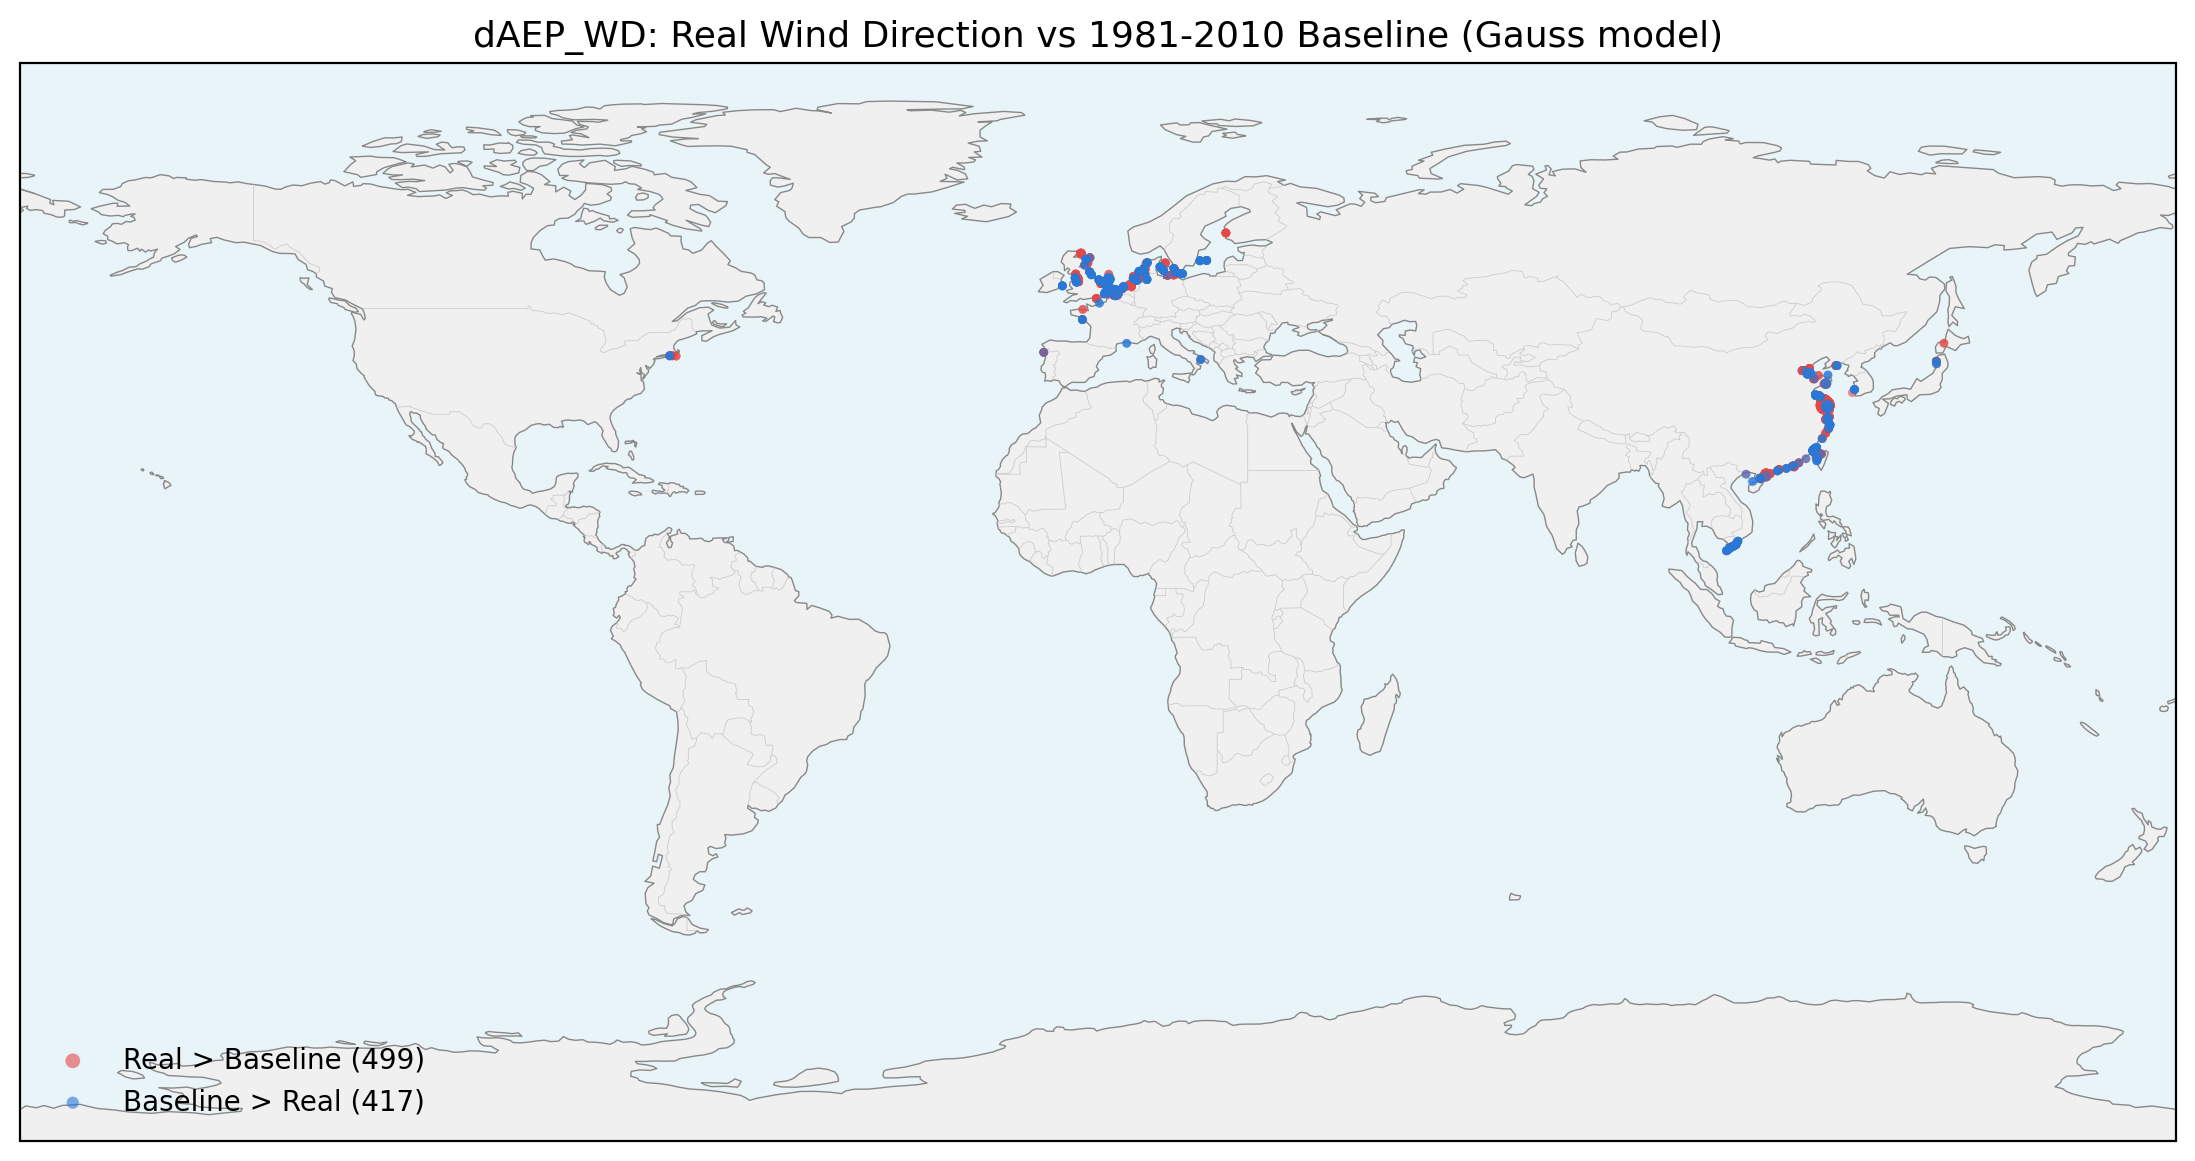 dAEP_WD: Real Wind Direction vs 1981-2010 Baseline (Gauss model)
Real > Baseline (499)
Baseline > Real (417)